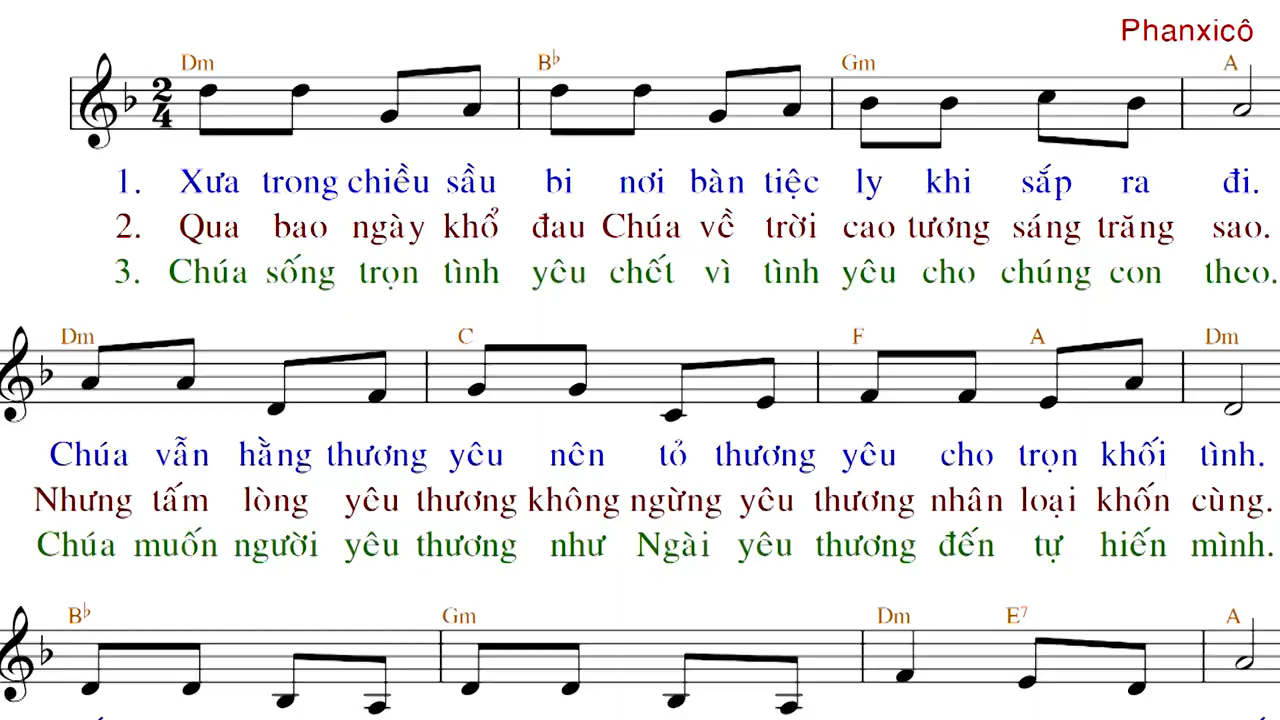 Phanxicô
Dm B♭ Gm A
2
4
1. Xưa trong chiều sầu bi nơi bàn tiệc ly khi sắp ra đi.
2. Qua bao ngày khổ đau Chúa về trời cao tương sáng trăng sao.
3. Chúa sống trọn tình yêu chết vì tình yêu cho chúng con theo.
Dm C F A Dm
Chúa vẫn hằng thương yêu nên tỏ thương yêu cho trọn khối tình.
Nhưng tấm lòng yêu thương không ngừng yêu thương nhân loại khốn cùng.
Chúa muốn người yêu thương như Ngài yêu thương đến tự hiến mình.
B♭ Gm Dm E7 A